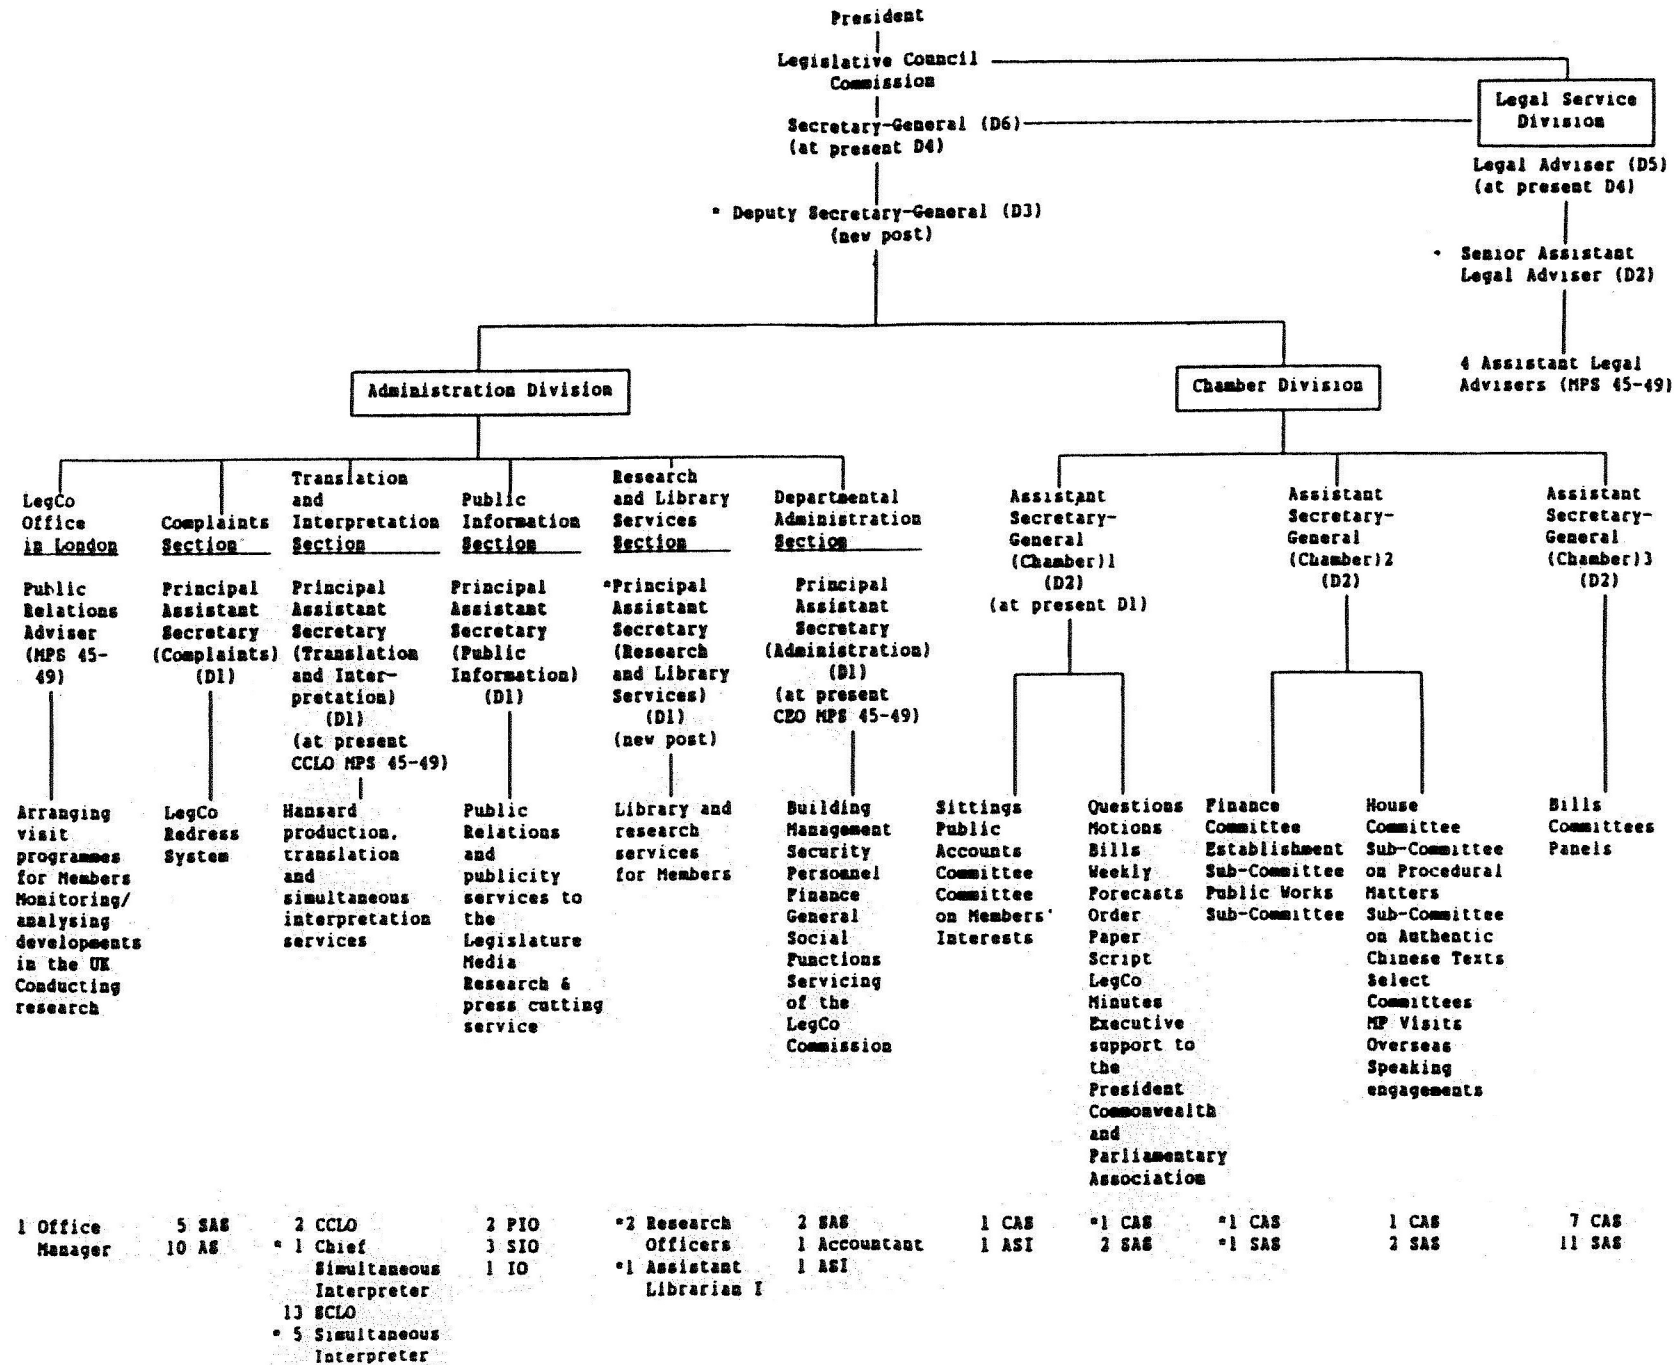 President
Legislative Council
Commission
Secretary-General (D6)
(at present D4)
* Deputy Secretary-General (D3)
(new post)
Legal Service
Division
Legal Adviser (D5)
(at present D4)
* Senior Assistant
Legal Adviser (D2)
4 Assistant Legal
Advisers (MPS 45-49)
Administration Division
Chamber Division
LegCo
Office
in London
Public
Relations
Adviser
(MPS 45-
49)
Arranging
visit
programmes
for Members
Monitoring/
analysing
developments
in the UK
Conducting
research
1 Office
Manager
Complaints
Section
Principal
Assistant
Secretary
(Complaints)
(D1)
LegCo
Redress
System
5 SAS
10 AS
Translation
and
Interpretation
Section
Principal
Assistant
Secretary
(Translation
and Inter-
pretation)
(D1)
(at present
CCLO MPS 45-49)
Hansard
production,
translation
and
simultaneous
interpretation
services
2 CCLO
* 1 Chief
Simultaneous
Interpreter
13 SCLO
* 5 Simultaneous
Interpreter
Public
Information
Section
Principal
Assistant
Secretary
(Public
Information)
(D1)
Public
Relations
and
publicity
services to
the
Legislature
Media
Research &
press cutting
service
2 PIO
3 SIO
1 IO
Research
and Library
Services
Section
*Principal
Assistant
Secretary
(Research
and Library
Services)
(D1)
(new post)
Library and
research
services
for Members
*2 Research
Officers
*1 Assistant
Librarian I
Departmental
Administration
Section
Principal
Assistant
Secretary
(Administration)
(D1)
(at present
CEO MPS 45-49)
Building
Management
Security
Personnel
Finance
General
Social
Functions
Servicing
of the
LegCo
Commission
2 SAS
1 Accountant
1 ASI
Assistant
Secretary-
General
(Chamber)1
(D2)
(at present D1)
Sittings
Public
Accounts
Committee
Committee
on Members'
Interests
1 CAS
1 ASI
Questions
Motions
Bills
Weekly
Forecasts
Order
Paper
Script
LegCo
Minutes
Executive
support to
the
President
Commonwealth
and
Parliamentary
Association
*1 CAS
2 SAS
Assistant
Secretary-
General
(Chamber)2
(D2)
Finance
Committee
Establishment
Sub-Committee
Public Works
Sub-Committee
*1 CAS
*1 SAS
House
Committee
Sub-Committee
on Procedural
Matters
Sub-Committee
on Authentic
Chinese Texts
Select
Committees
MP Visits
Overseas
Speaking
engagements
1 CAS
2 SAS
Assistant
Secretary-
General
(Chamber)3
(D2)
Bills
Committees
Panels
7 CAS
11 SAS